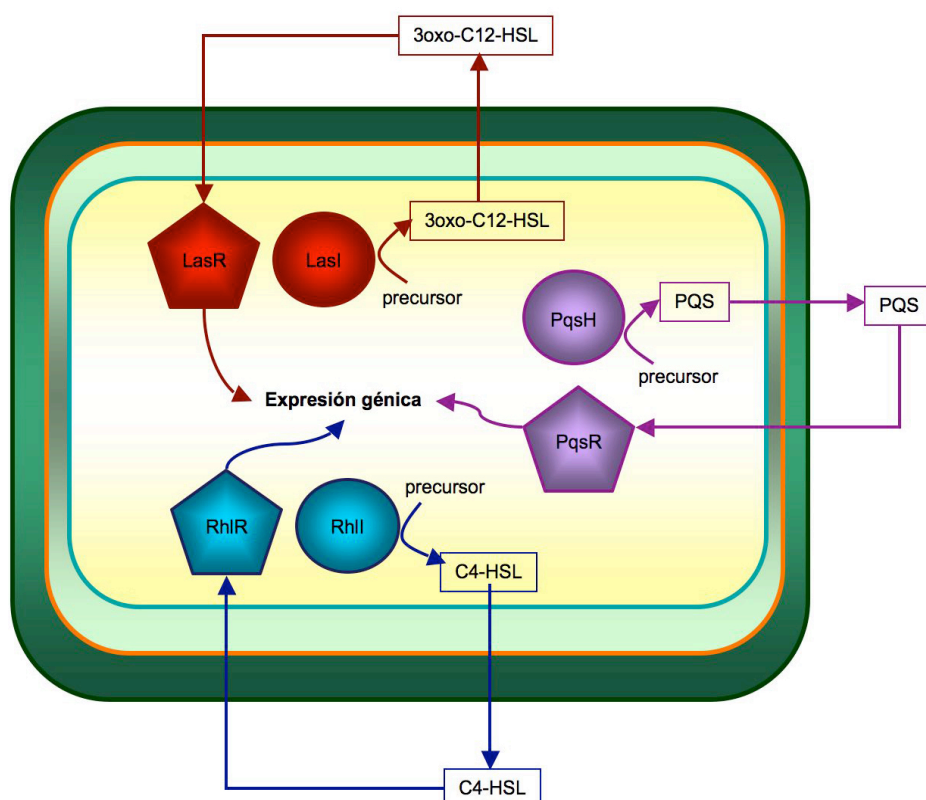 3oxo-C12-HSL
3oxo-C12-HSL
LasR
LasI
precursor
PQS
PQS
PqsH
precursor
Expresión génica
PqsR
precursor
RhlR
RhlI
C4-HSL
C4-HSL